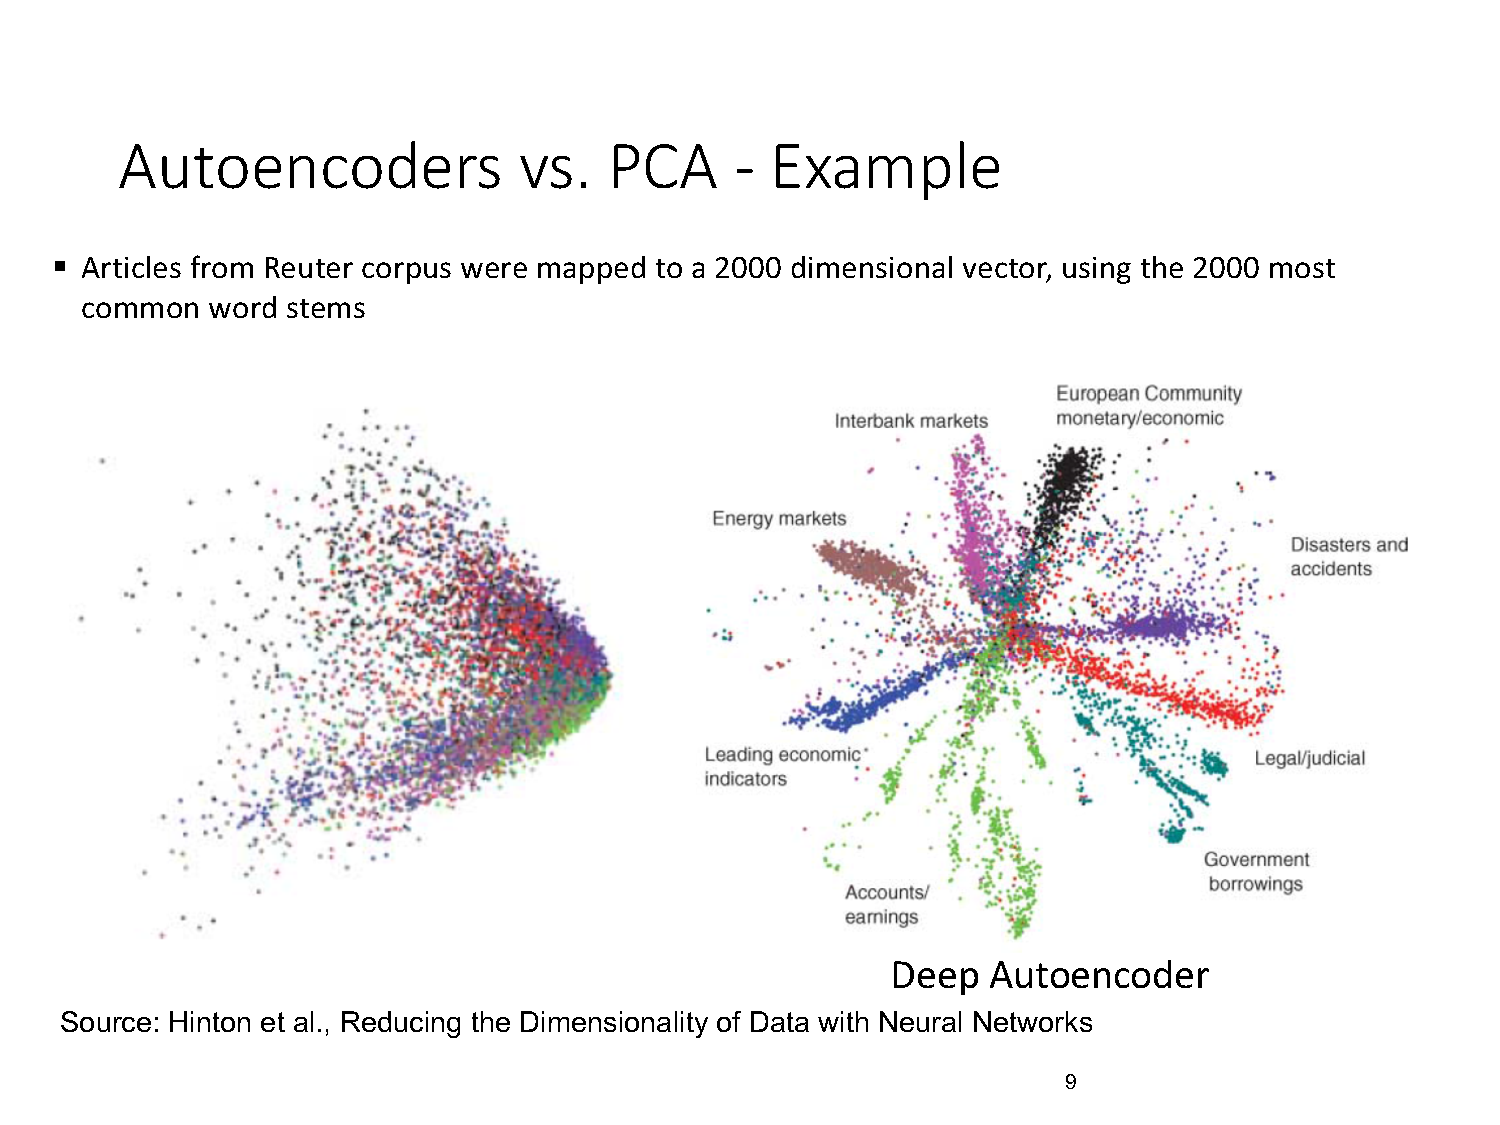 Autoencoders vs. PCA - Example
▪ Articles from Reuter corpus were mapped to a 2000 dimensional vector, using the 2000 most
common word stems
European Community
monetary/economic
Interbank markets
Energy markets
Disasters and
accidents
Leading economic
indicators
Legal/judicial
Government
borrowings
Accounts/
earnings
Deep Autoencoder
Source: Hinton et al., Reducing the Dimensionality of Data with Neural Networks
9